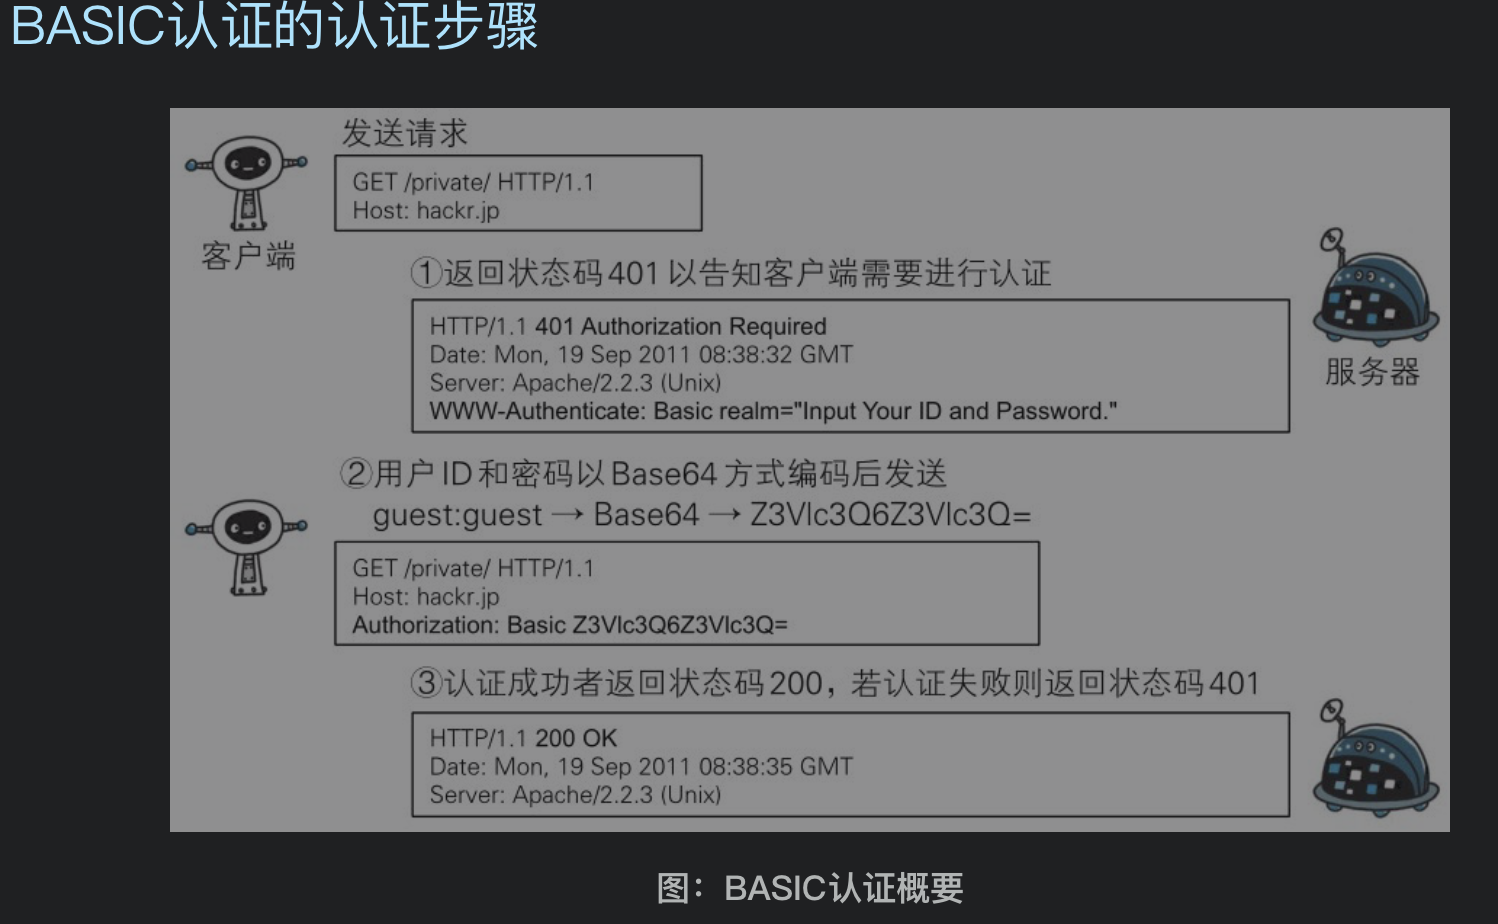 BASIC认证的认证步骤
发送请求
GET /private/ HTTP/1.1
Host: hackr.jp
客户端
①返回状态码401以告知客户端需要进行认证
HTTP/1.1 401 Authorization Required
Date: Mon, 19 Sep 2011 08:38:32 GMT
Server: Apache/2.2.3 (Unix)
WWW-Authenticate: Basic realm="Input Your ID and Password."
服务器
②用户ID和密码以Base64方式编码后发送
guest:guest → Base64 → Z3Vlc3Q6Z3Vlc3Q=
GET /private/ HTTP/1.1
Host: hackr.jp
Authorization: Basic Z3Vlc3Q6Z3Vlc3Q=
③认证成功者返回状态码200，若认证失败则返回状态码401
HTTP/1.1 200 OK
Date: Mon, 19 Sep 2011 08:38:35 GMT
Server: Apache/2.2.3 (Unix)
图：BASIC认证概要